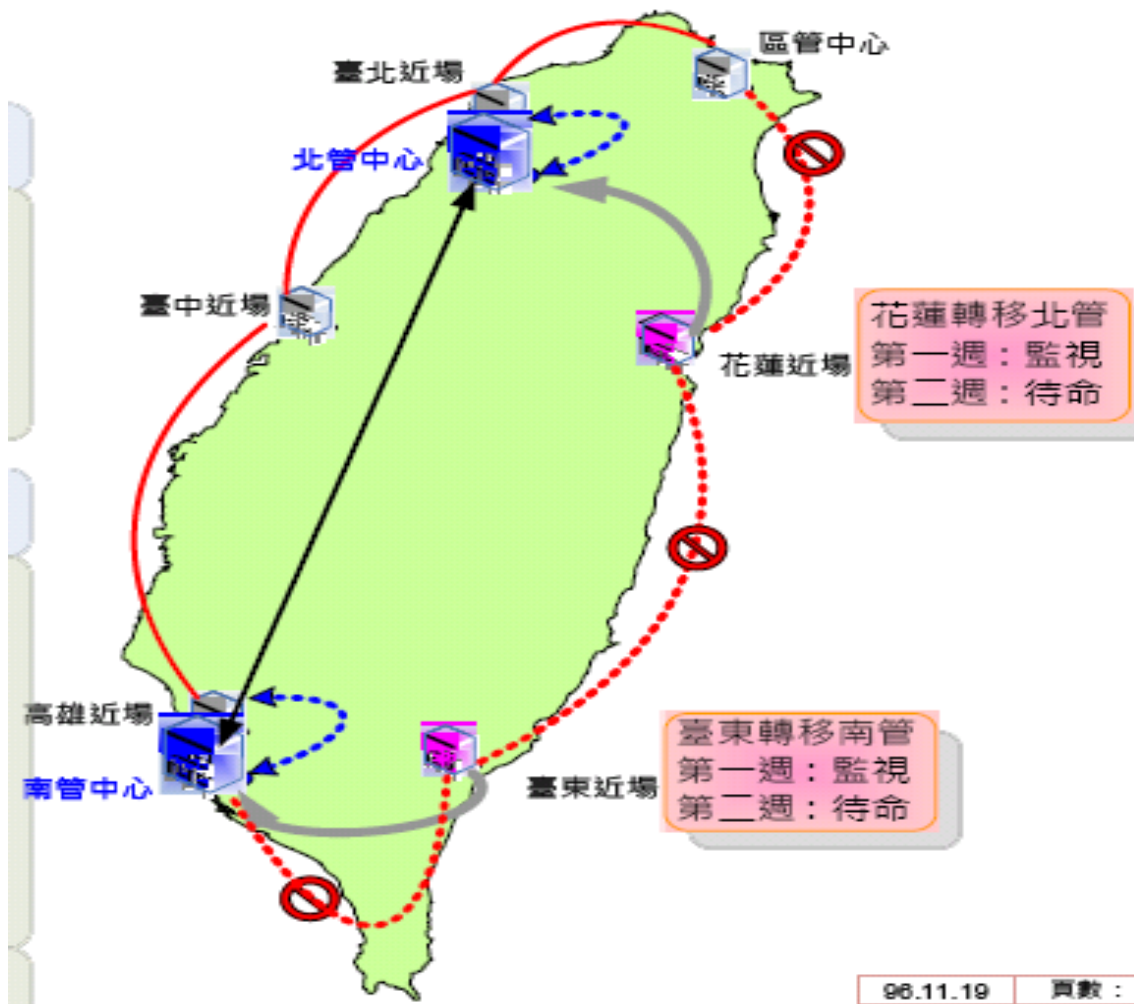 區管中心
臺北近場
北管中心
臺中近場
花蓮近場
花蓮轉移北管
第一週：監視
第二週：待命
高雄近場
南管中心
臺東近場
臺東轉移南管
第一週：監視
第二週：待命
96.11.19
頁數：